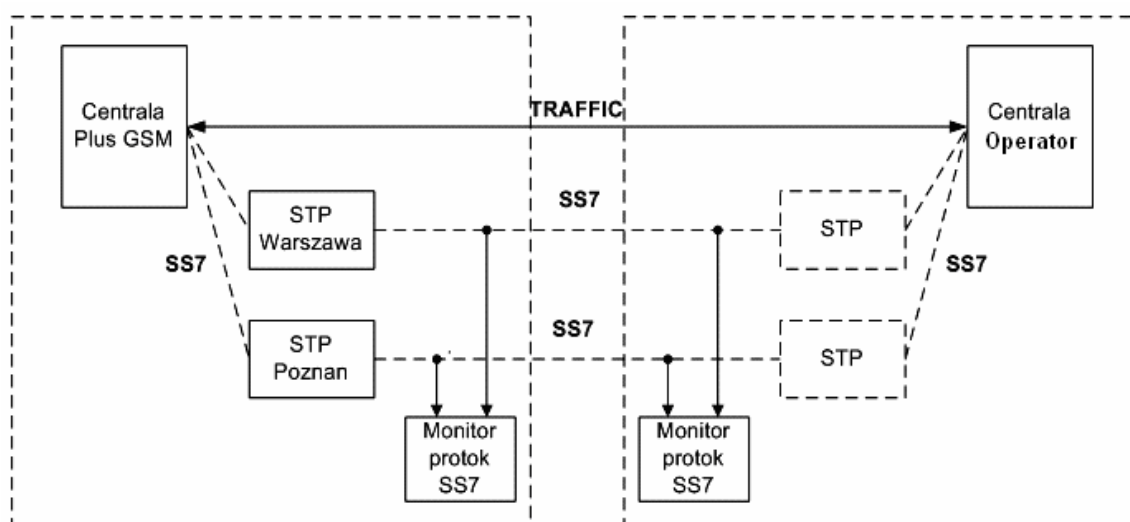 Centrala
Plus GSM
TRAFFIC
Centrala
Operator
STP
Warszawa
SS7
STP
SS7
SS7
STP
Poznan
SS7
STP
Monitor
protok
SS7
Monitor
protok
SS7